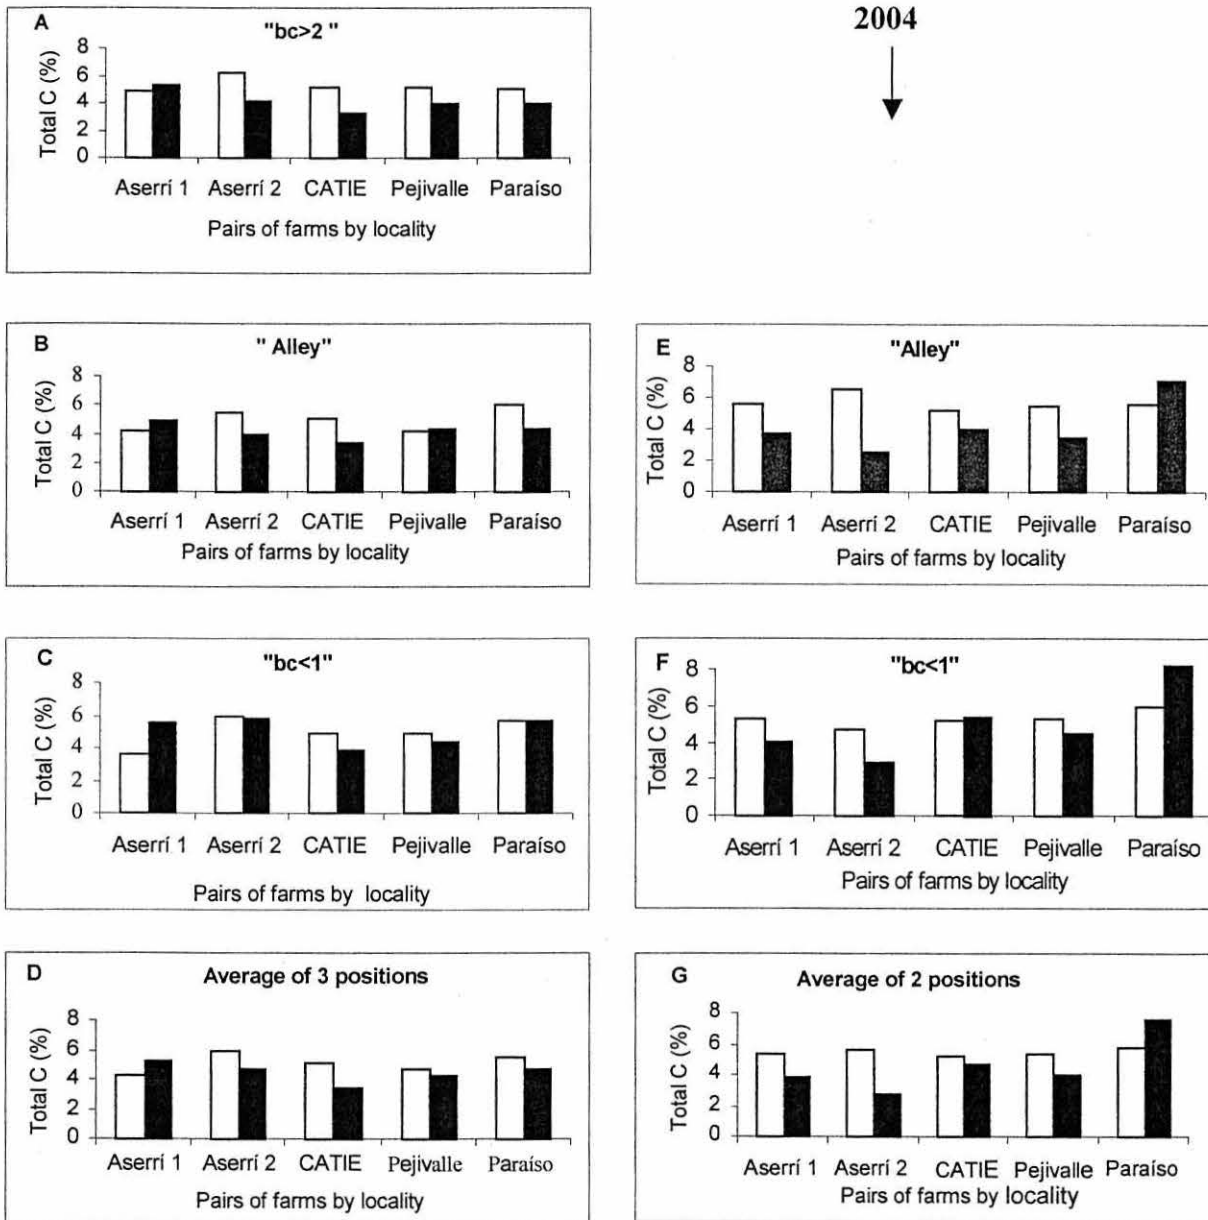 A
"bc>2 "
Total C (%)
8
6
4
2
0
Aserrí 1 Aserrí 2 CATIE Pejivalle Paraíso
Pairs of farms by locality
2004
B
" Alley"
Total C (%)
8
6
4
2
0
Aserrí 1 Aserrí 2 CATIE Pejivalle Paraíso
Pairs of farms by locality
E
"Alley"
Total C (%)
8
6
4
2
0
Aserrí 1 Aserrí 2 CATIE Pejivalle Paraíso
Pairs of farms by locality
C
"bc<1"
Total C (%)
8
6
4
2
0
Aserrí 1 Aserrí 2 CATIE Pejivalle Paraíso
Pairs of farms by locality
F
"bc<1"
Total C (%)
8
6
4
2
0
Aserrí 1 Aserrí 2 CATIE Pejivalle Paraíso
Pairs of farms by locality
D
Average of 3 positions
Total C (%)
8
6
4
2
0
Aserrí 1 Aserrí 2 CATIE Pejivalle Paraíso
Pairs of farms by locality
G
Average of 2 positions
Total C (%)
8
6
4
2
0
Aserrí 1 Aserrí 2 CATIE Pejivalle Paraíso
Pairs of farms by locality